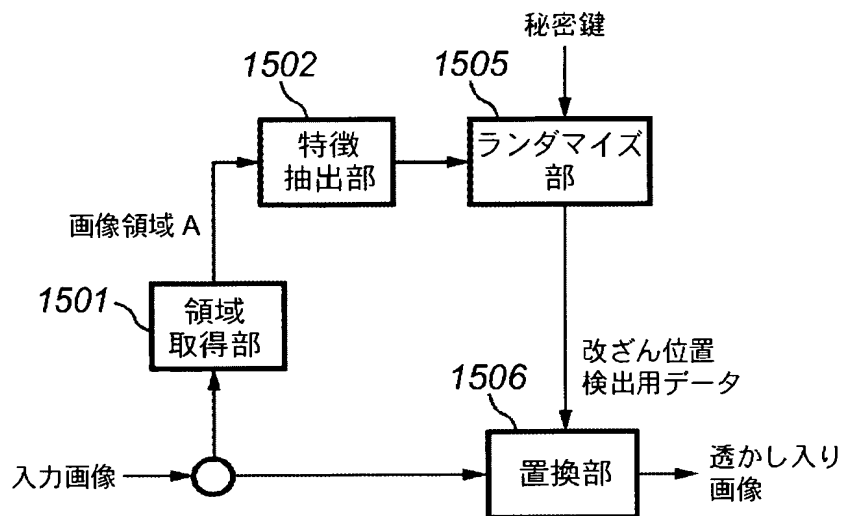 秘密鍵
1502
1505
特徴
抽出部
ランダマイズ
部
画像領域 A
1501
領域
取得部
改ざん位置
検出用データ
1506
入力画像
置換部
透かし入り
画像